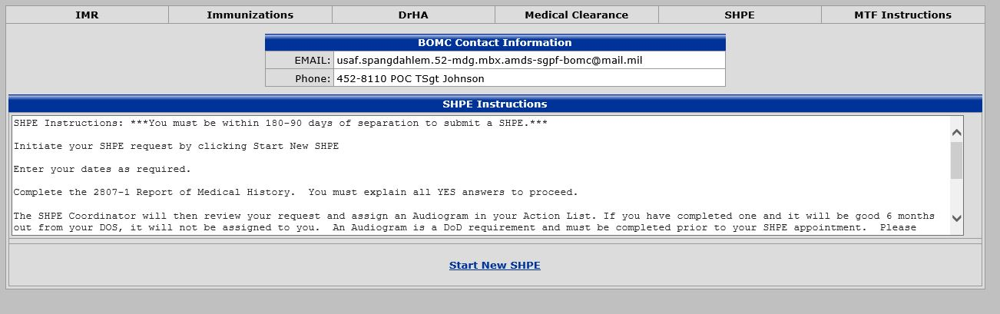 IMR Immunizations DrHA Medical Clearance SHPE MTF Instructions
BOMC Contact Information
EMAIL: usaf.spangdahlem.52-mdg.mbx.amds-sgpf-bomc@mail.mil
Phone: 452-8110 POC TSgt Johnson
SHPE Instructions
SHPE Instructions: ***You must be within 180-90 days of separation to submit a SHPE.***
Initiate your SHPE request by clicking Start New SHPE
Enter your dates as required.
Complete the 2807-1 Report of Medical History.  You must explain all YES answers to proceed.
The SHPE Coordinator will then review your request and assign an Audiogram in your Action List. If you have completed one and it will be good 6 months
out from your DOS, it will not be assigned to you.  An Audiogram is a DoD requirement and must be completed prior to your SHPE appointment.  Please
Start New SHPE